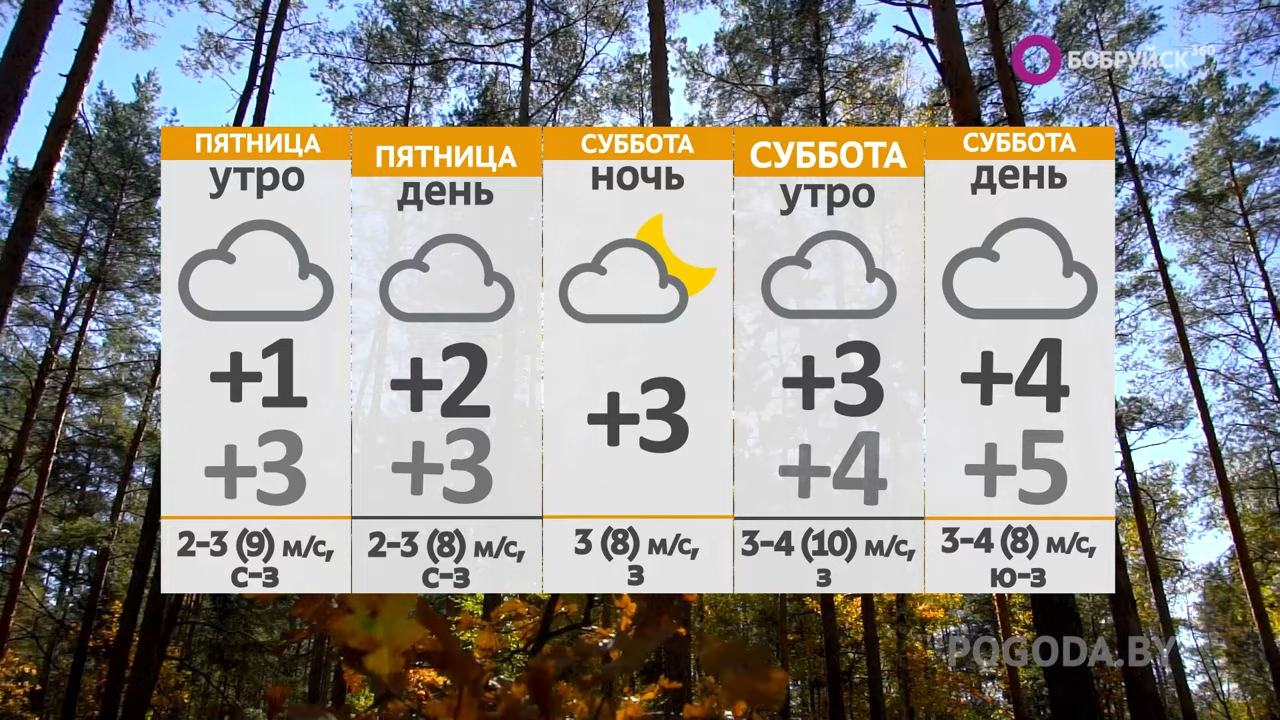 БОБРУЙСК 360
ПЯТНИЦА
утро
+1
+3
2-3 (9) м/с,
с-з
ПЯТНИЦА
день
+2
+3
2-3 (8) м/с,
с-з
СУББОТА
ночь
+3
3 (8) м/с,
з
СУББОТА
утро
+3
+4
3-4 (10) м/с,
з
СУББОТА
день
+4
+5
3-4 (8) м/с,
ю-з
POGODA.BY